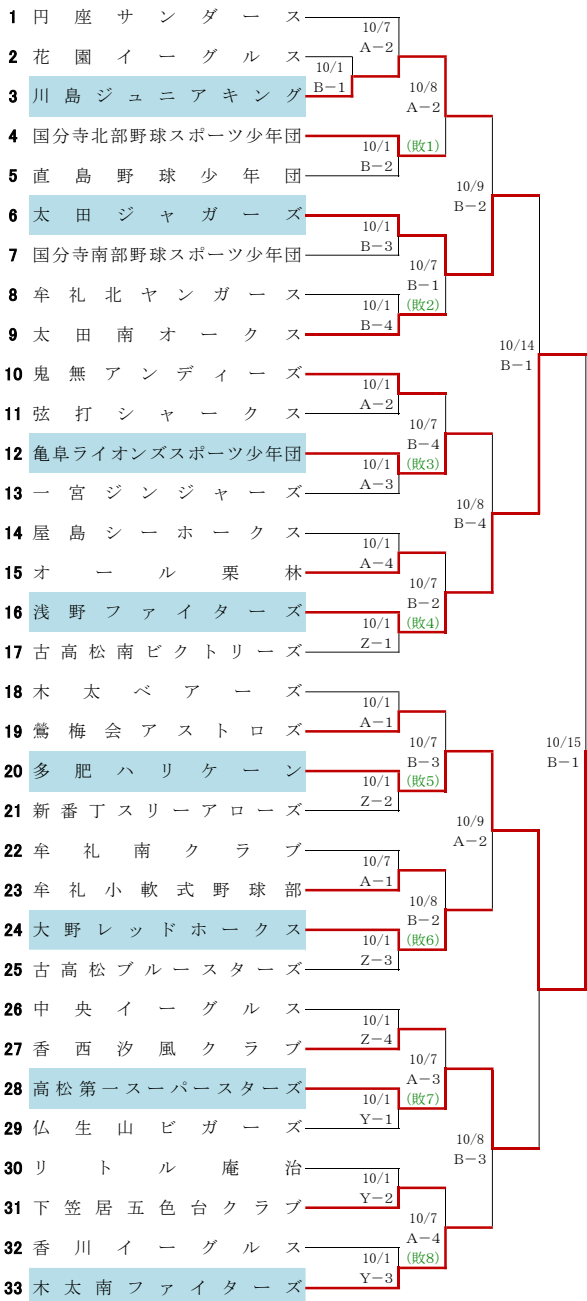 1 円座サンダース
2 花園イーグルス
3 川島ジュニアキング
4 国分寺北部野球スポーツ少年団
5 直島野球少年団
6 太田ジャガーズ
7 国分寺南部野球スポーツ少年団
8 牟礼北ヤンガース
9 太田南オークス
10 鬼無アンディーズ
11 弦打シャークス
12 亀阜ライオンズスポーツ少年団
13 一宮ジンジャーズ
14 屋島シーホークス
15 オール栗林
16 浅野ファイターズ
17 古高松南ビクトリーズ
18 木太ベアーズ
19 鶯梅会アストロズ
20 多肥ハリケーン
21 新番丁スリーアローズ
22 牟礼南クラブ
23 牟礼小軟式野球部
24 大野レッドホークス
25 古高松ブルースターズ
26 中央イーグルス
27 香西汐風クラブ
28 高松第一スーパースターズ
29 仏生山ビガーズ
30 リトル庵治
31 下笠居五色台クラブ
32 香川イーグルス
33 木太南ファイターズ
10/1
B-1
10/7
A-2
10/1
B-2
10/1
B-3
10/1
B-4
10/1
A-2
10/1
A-3
10/1
A-4
10/1
Z-1
10/1
A-1
10/1
Z-2
10/7
A-1
10/1
Z-3
10/1
Z-4
10/1
Y-1
10/1
Y-2
10/1
Y-3
10/8
A-2
(敗1)
10/7
B-1
(敗2)
10/7
B-4
(敗3)
10/7
B-2
(敗4)
10/7
B-3
(敗5)
10/8
B-2
(敗6)
10/7
A-3
(敗7)
10/7
A-4
(敗8)
10/9
B-2
10/8
B-4
10/9
A-2
10/8
B-3
10/14
B-1
10/15
B-1